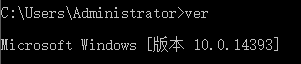 C:\Users\Administrator>ver
Microsoft Windows [版本 10.0.14393]